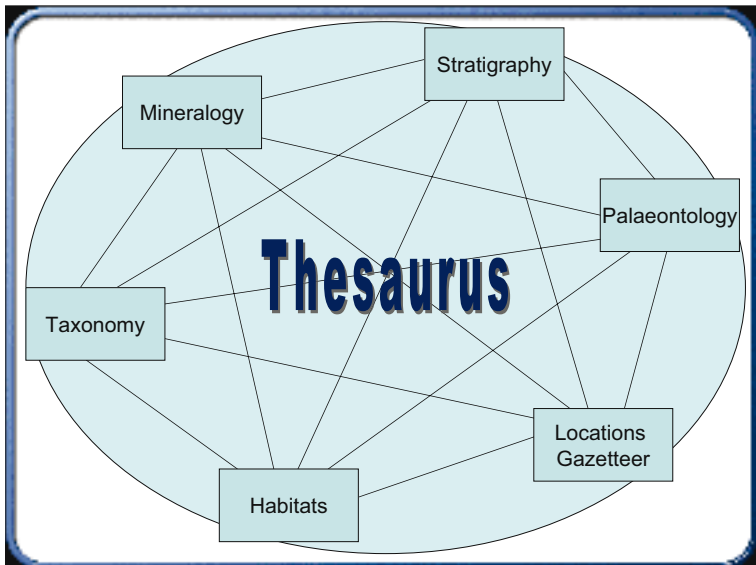 Stratigraphy
Mineralogy
Palaeontology
Thesaurus
Taxonomy
Locations
Gazetteer
Habitats